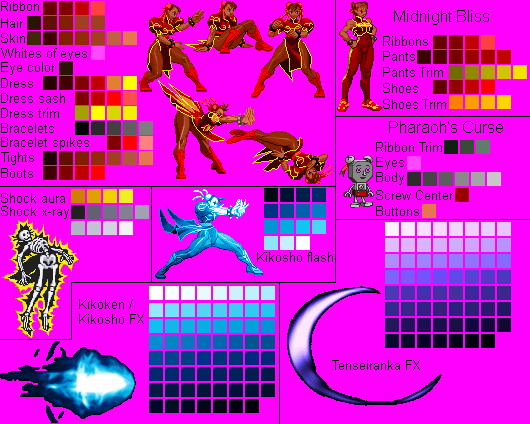 Ribbon
Hair
Skin
Whites of eyes
Eye color
Dress
Dress sash
Dress trim
Bracelets
Bracelet spikes
Tights
Boots
Midnight Bliss
Ribbons
Pants
Pants Trim
Shoes
Shoes Trim
Pharaoh's Curse
Ribbon Trim
Eyes
Body
Screw Center
Buttons
Shock aura
Shock x-ray
Kikosho flash
Kikoken /
Kikosho FX
Tenseiranka FX